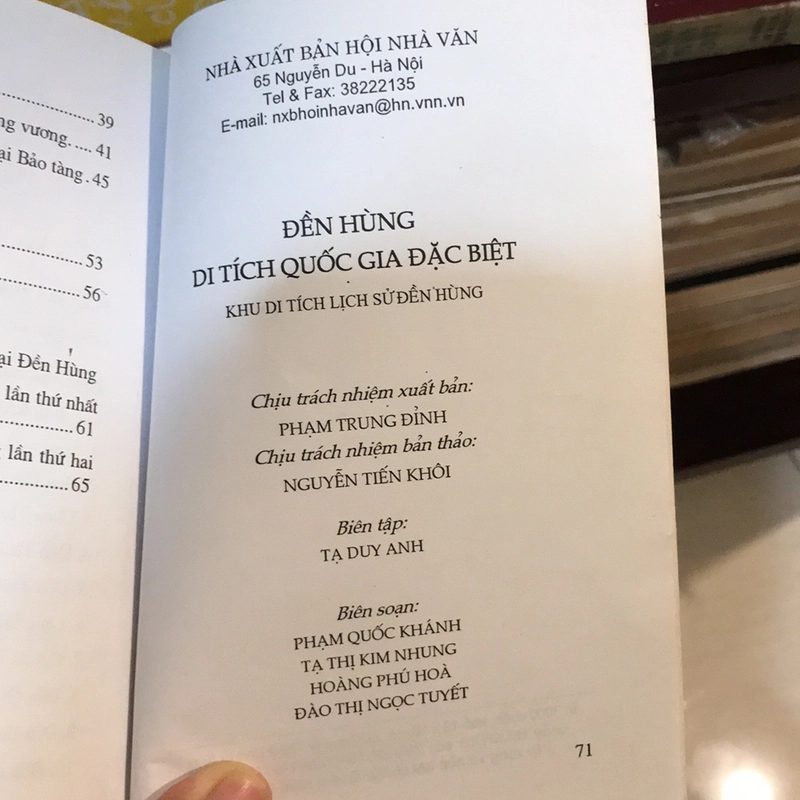 39
ng vương.... 41
ại Bảo tàng. 45
53
56
ại Đền Hùng
lần thứ nhất
61
lần thứ hai
65
NHÀ XUẤT BẢN HỘI NHÀ VĂN
65 Nguyễn Du - Hà Nội
Tel & Fax: 38222135
E-mail: nxbhoinhavan@hn.vnn.vn
ĐỀN HÙNG
DI TÍCH QUỐC GIA ĐẶC BIỆT
KHU DI TÍCH LỊCH SỬ ĐỀN HÙNG
Chịu trách nhiệm xuất bản:
PHẠM TRUNG ĐỈNH
Chịu trách nhiệm bản thảo:
NGUYỄN TIẾN KHÔI
Biên tập:
TẠ DUY ANH
Biên soạn:
PHẠM QUỐC KHÁNH
TẠ THỊ KIM NHUNG
HOÀNG PHÚ HOÀ
ĐÀO THỊ NGỌC TUYẾT
71